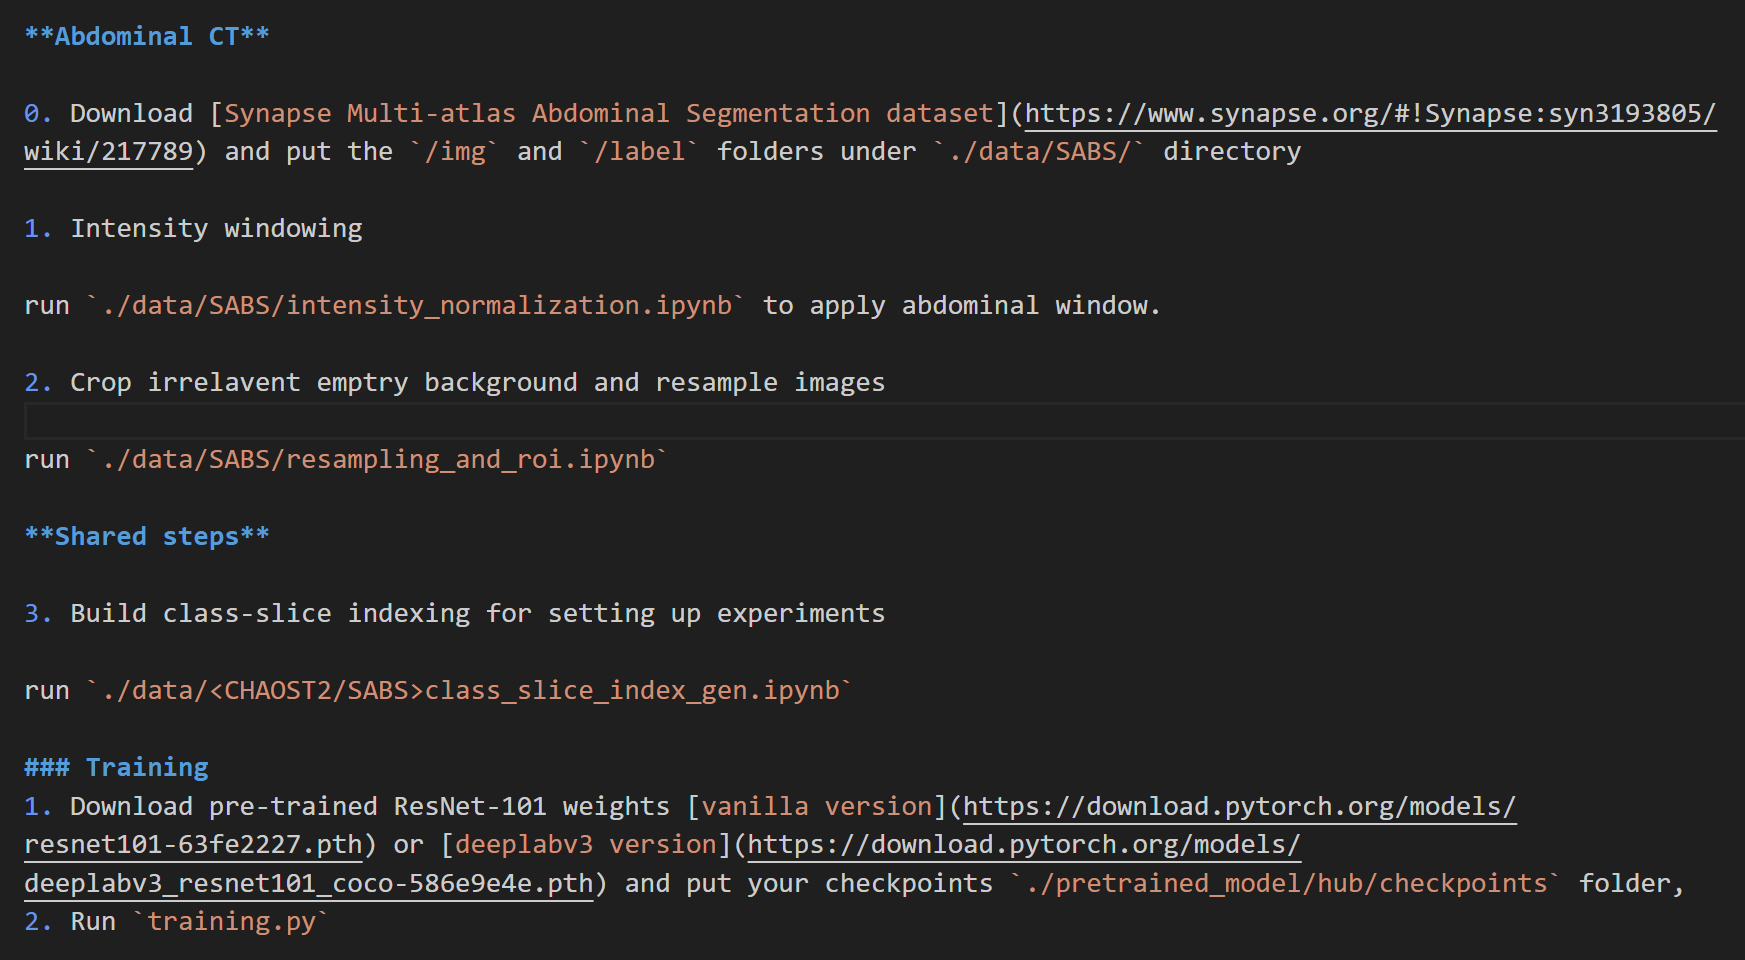 **Abdominal CT**
0. Download [Synapse Multi-atlas Abdominal Segmentation dataset](https://www.synapse.org/#!Synapse:syn3193805/
wiki/217789) and put the `/img` and `/label` folders under `./data/SABS/` directory
1. Intensity windowing
run `./data/SABS/intensity_normalization.ipynb` to apply abdominal window.
2. Crop irrelavent emptry background and resample images
run `./data/SABS/resampling_and_roi.ipynb`
**Shared steps**
3. Build class-slice indexing for setting up experiments
run `./data/<CHAOST2/SABS>class_slice_index_gen.ipynb`
### Training
1. Download pre-trained ResNet-101 weights [vanilla version](https://download.pytorch.org/models/
resnet101-63fe2227.pth) or [deeplabv3 version](https://download.pytorch.org/models/
deeplabv3_resnet101_coco-586e9e4e.pth) and put your checkpoints `./pretrained_model/hub/checkpoints` folder,
2. Run `training.py`